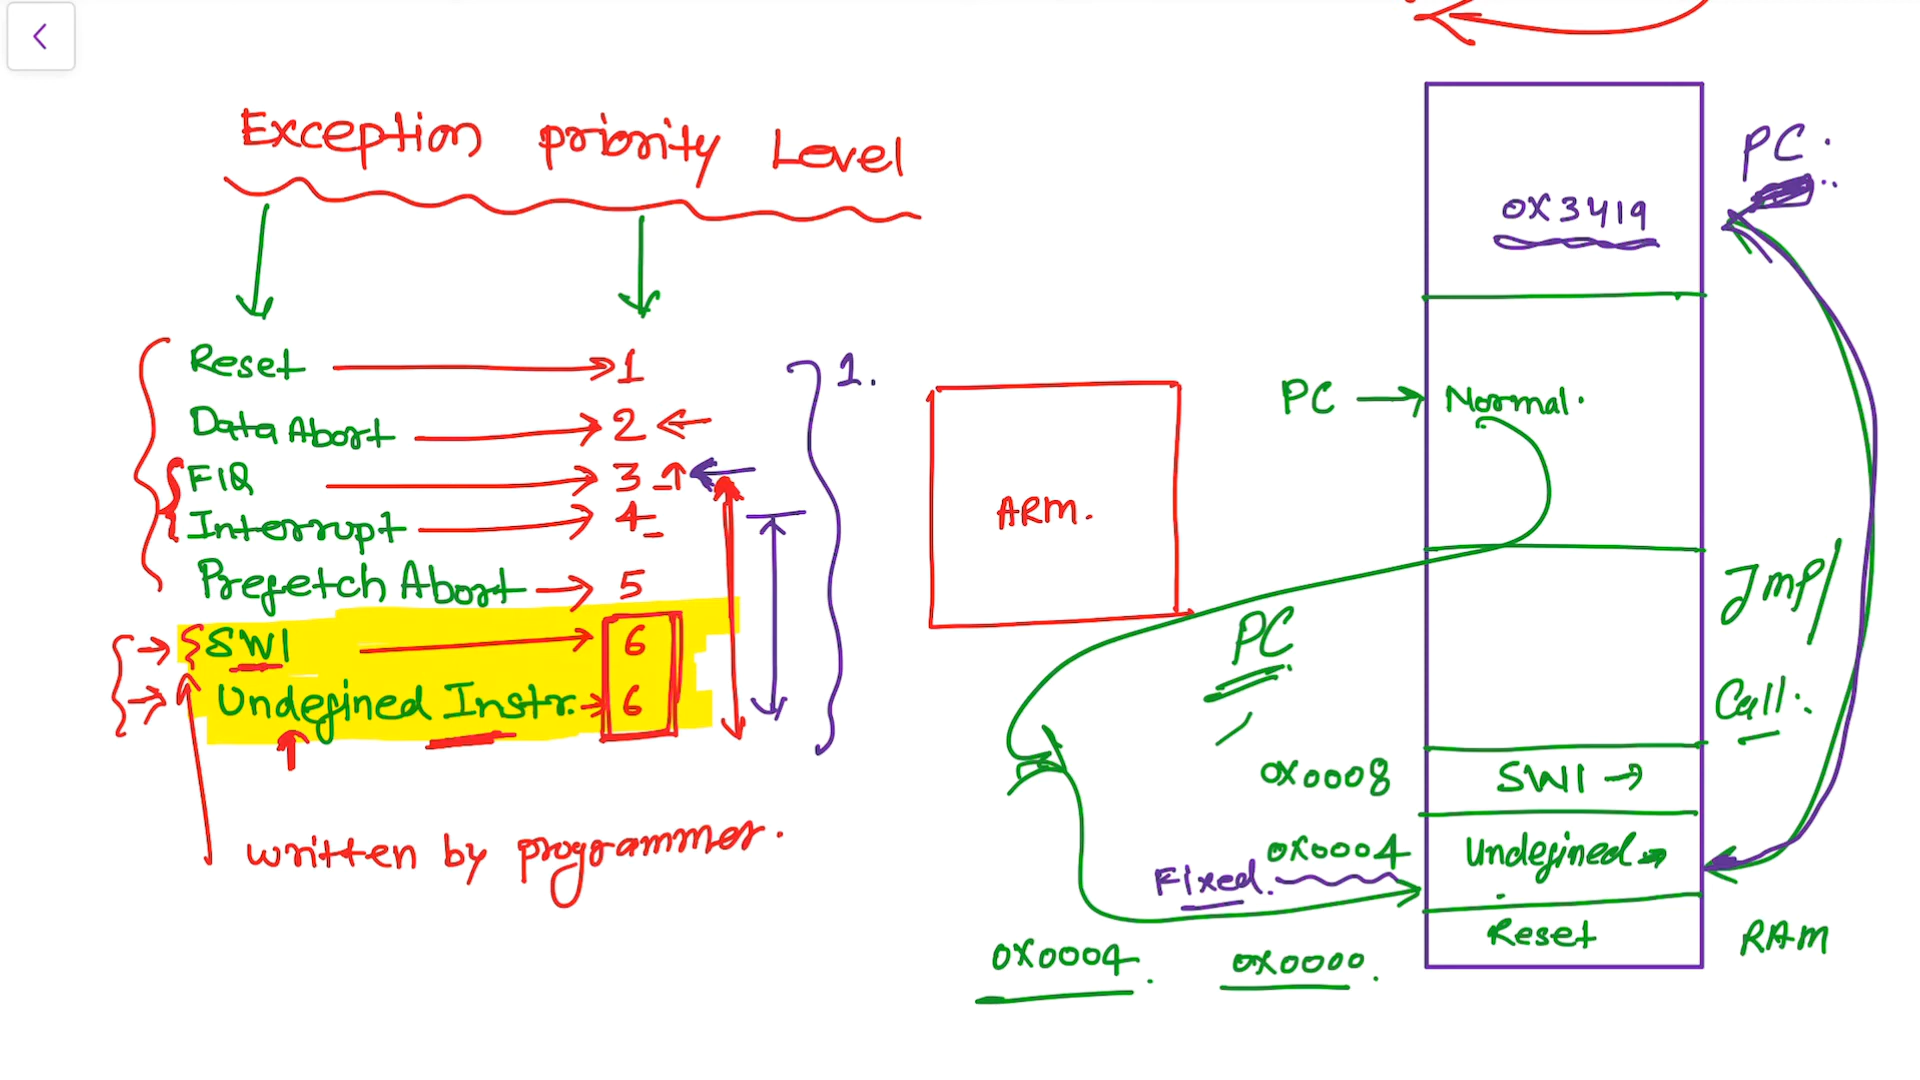 Exception priority Level
Reset 1
Data Abort 2
FIQ 3
Interrupt 4
Prefetch Abort 5
SWI 6
Undefined Instr. 6
written by programmer.
1.
ARM.
PC.
0x3419
PC Normal.
PC
Jmp/
Call:
0x0008 SWI
0x0004 Undefined
Fixed.
Reset
RAM
0x0004.
0x0000.